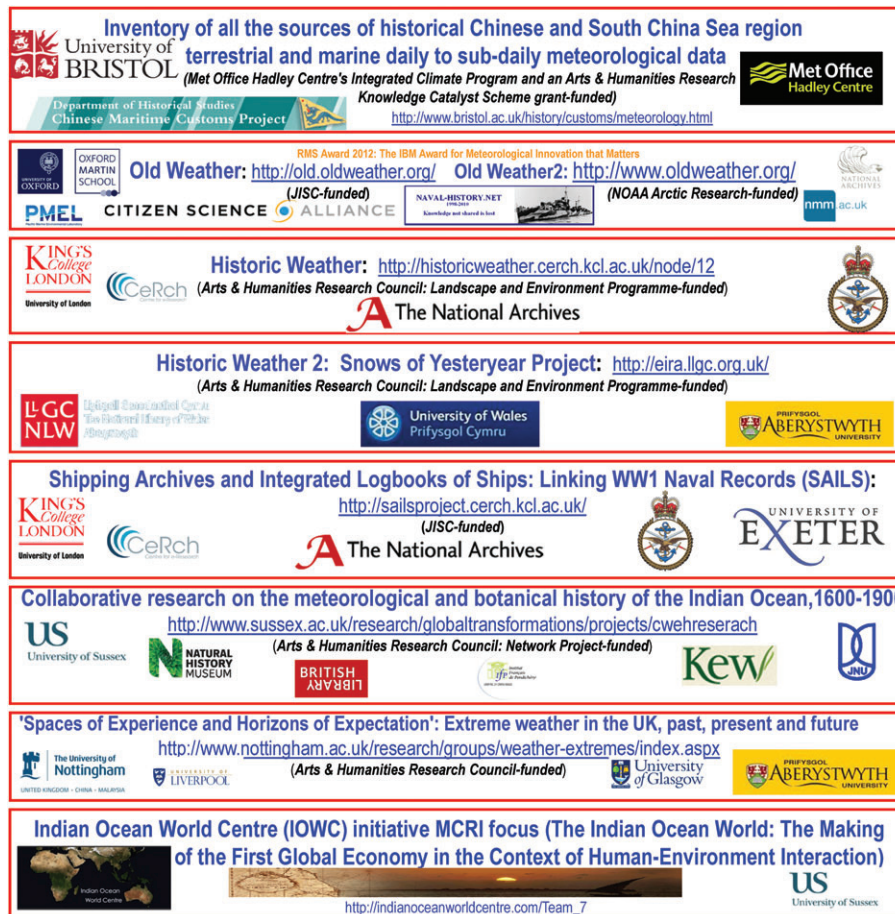 Inventory of all the sources of historical Chinese and South China Sea region
terrestrial and marine daily to sub-daily meteorological data
University of
BRISTOL
(Met Office Hadley Centre's Integrated Climate Program and an Arts & Humanities Research
Knowledge Catalyst Scheme grant-funded)
Met Office
Hadley Centre
Department of Historical Studies
Chinese Maritime Customs Project
http://www.bristol.ac.uk/history/customs/meteorology.html
RMS Award 2012: The IBM Award for Meteorological Innovation that Matters
UNIVERSITY OF
OXFORD
OXFORD
MARTIN
SCHOOL
Old Weather: http://old.oldweather.org/ Old Weather2: http://www.oldweather.org/
(JISC-funded)
(NOAA Arctic Research-funded)
NATIONAL
ARCHIVES
PMEL
CITIZEN SCIENCE ALLIANCE
NAVAL-HISTORY.NET
1998-2010
Knowledge not shared is lost
nmm ac.uk
KING'S
College
LONDON
University of London
CeRch
Historic Weather: http://historicweather.cerch.kcl.ac.uk/node/12
(Arts & Humanities Research Council: Landscape and Environment Programme-funded)
The National Archives
Historic Weather 2: Snows of Yesteryear Project: http://eira.llgc.org.uk/
(Arts & Humanities Research Council: Landscape and Environment Programme-funded)
LLGC
NLW
Llyfrgell Genedlaethol Cymru
The National Library of Wales
Aberystwyth
University of Wales
Prifysgol Cymru
PRIFYSGOL
ABERYSTWYTH
UNIVERSITY
Shipping Archives and Integrated Logbooks of Ships: Linking WW1 Naval Records (SAILS):
http://sailsproject.cerch.kcl.ac.uk/
(JISC-funded)
KING'S
College
LONDON
University of London
CeRch
The National Archives
UNIVERSITY OF
EXETER
Collaborative research on the meteorological and botanical history of the Indian Ocean,1600-190
http://www.sussex.ac.uk/research/globaltransformations/projects/cwehreserach
(Arts & Humanities Research Council: Network Project-funded)
US
University of Sussex
NATURAL
HISTORY
MUSEUM
BRITISH
LIBRARY
ifp
Kew
JNU
'Spaces of Experience and Horizons of Expectation': Extreme weather in the UK, past, present and future
http://www.nottingham.ac.uk/research/groups/weather-extremes/index.aspx
(Arts & Humanities Research Council-funded)
The University of
Nottingham
UNITED KINGDOM • CHINA • MALAYSIA
UNIVERSITY OF
LIVERPOOL
University
of Glasgow
PRIFYSGOL
ABERYSTWYTH
UNIVERSITY
Indian Ocean World Centre (IOWC) initiative MCRI focus (The Indian Ocean World: The Making
of the First Global Economy in the Context of Human-Environment Interaction)
Indian Ocean
World Centre
http://indianoceanworldcentre.com/Team_7
US
University of Sussex